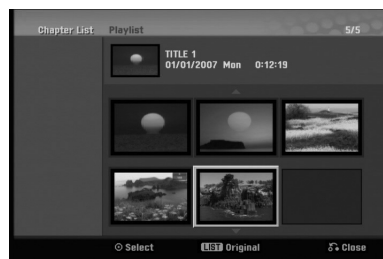 Chapter List Playlist 5/5
TITLE 1
01/01/2007 Mon 0:12:19
Select LIST Original Close